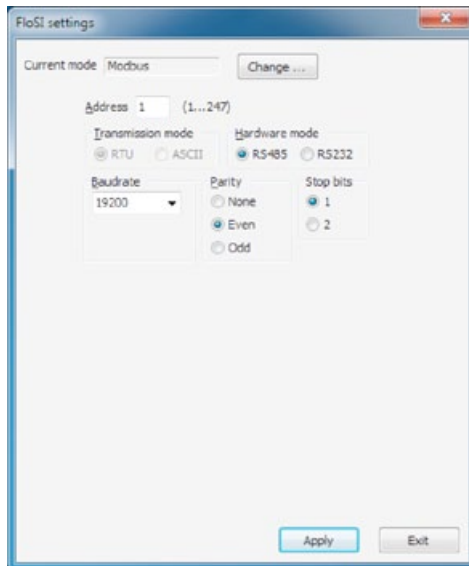 FloSI settings
Current mode Modbus Change ...
Address 1 (1...247)
Transmission mode Hardware mode
RTU ASCII RS485 RS232
Baudrate Parity Stop bits
19200 None 1
Even 2
Odd
Apply Exit